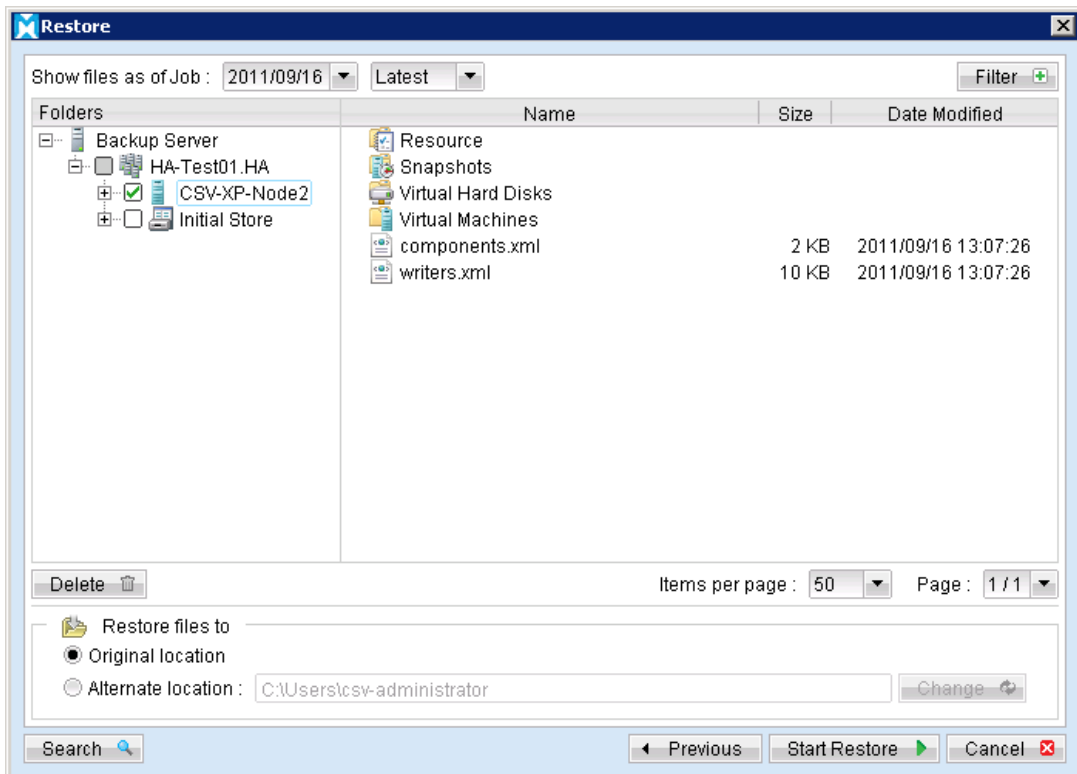 Restore
Show files as of Job : 2011/09/16 Latest Filter
Folders Name Size Date Modified
Backup Server Resource
HA-Test01.HA Snapshots
CSV-XP-Node2 Virtual Hard Disks
Initial Store Virtual Machines
components.xml 2 KB 2011/09/16 13:07:26
writers.xml 10 KB 2011/09/16 13:07:26
Delete Items per page : 50 Page : 1 / 1
Restore files to
Original location
Alternate location : C:\Users\csv-administrator Change
Search Previous Start Restore Cancel